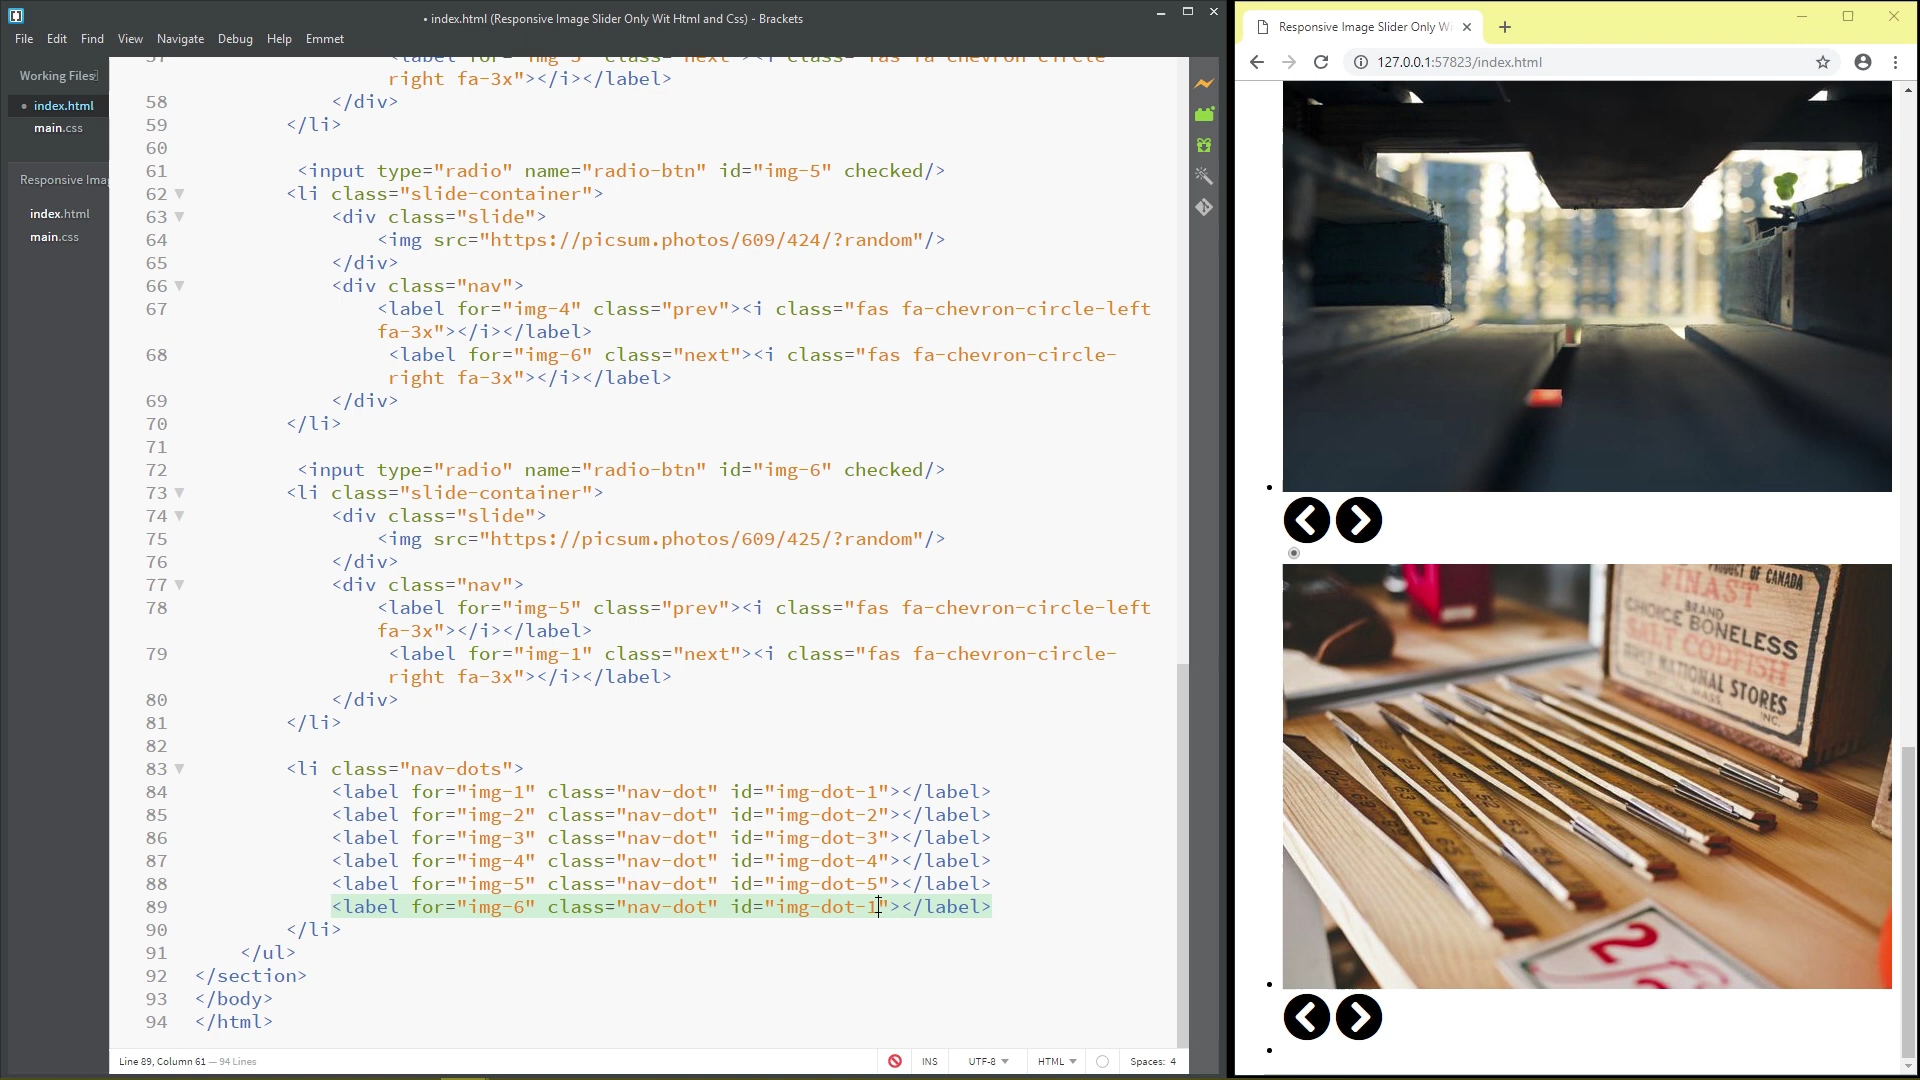 • index.html (Responsive Image Slider Only Wit Html and Css) - Brackets
File Edit Find View Navigate Debug Help Emmet
Working Files
• index.html
main.css
Responsive Ima
index.html
main.css
right fa-3x"></i></label>
58 </div>
59 </li>
60
61 <input type="radio" name="radio-btn" id="img-5" checked/>
62 <li class="slide-container">
63 <div class="slide">
64 <img src="https://picsum.photos/609/424/?random"/>
65 </div>
66 <div class="nav">
67 <label for="img-4" class="prev"><i class="fas fa-chevron-circle-left
fa-3x"></i></label>
68 <label for="img-6" class="next"><i class="fas fa-chevron-circle-
right fa-3x"></i></label>
69 </div>
70 </li>
71
72 <input type="radio" name="radio-btn" id="img-6" checked/>
73 <li class="slide-container">
74 <div class="slide">
75 <img src="https://picsum.photos/609/425/?random"/>
76 </div>
77 <div class="nav">
78 <label for="img-5" class="prev"><i class="fas fa-chevron-circle-left
fa-3x"></i></label>
79 <label for="img-1" class="next"><i class="fas fa-chevron-circle-
right fa-3x"></i></label>
80 </div>
81 </li>
82
83 <li class="nav-dots">
84 <label for="img-1" class="nav-dot" id="img-dot-1"></label>
85 <label for="img-2" class="nav-dot" id="img-dot-2"></label>
86 <label for="img-3" class="nav-dot" id="img-dot-3"></label>
87 <label for="img-4" class="nav-dot" id="img-dot-4"></label>
88 <label for="img-5" class="nav-dot" id="img-dot-5"></label>
89 <label for="img-6" class="nav-dot" id="img-dot-1"></label>
90 </li>
91 </ul>
92 </section>
93 </body>
94 </html>
Line 89, Column 61 — 94 Lines
INS UTF-8 HTML Spaces: 4
Responsive Image Slider Only Wi
127.0.0.1:57823/index.html
PRODUCT OF CANADA
FINAST
BRAND
CHOICE BONELESS
SALT CODFISH
FIRST NATIONAL STORES
INC.
2